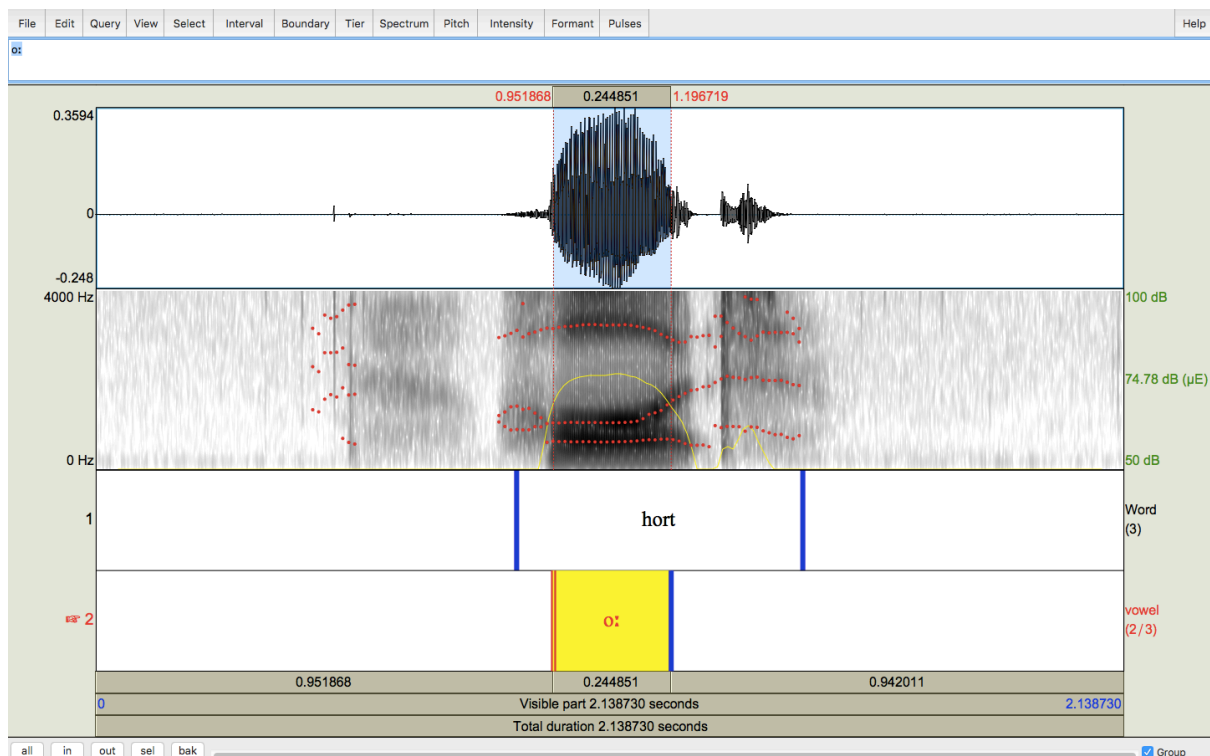 File Edit Query View Select Interval Boundary Tier Spectrum Pitch Intensity Formant Pulses Help
oː
0.951868 0.244851 1.196719
0.3594
0
-0.248
4000 Hz 100 dB
74.78 dB (µE)
0 Hz 50 dB
1 hort Word
(3)
☞ 2 oː vowel
(2/3)
0.951868 0.244851 0.942011
0 Visible part 2.138730 seconds 2.138730
Total duration 2.138730 seconds
all in out sel bak Group